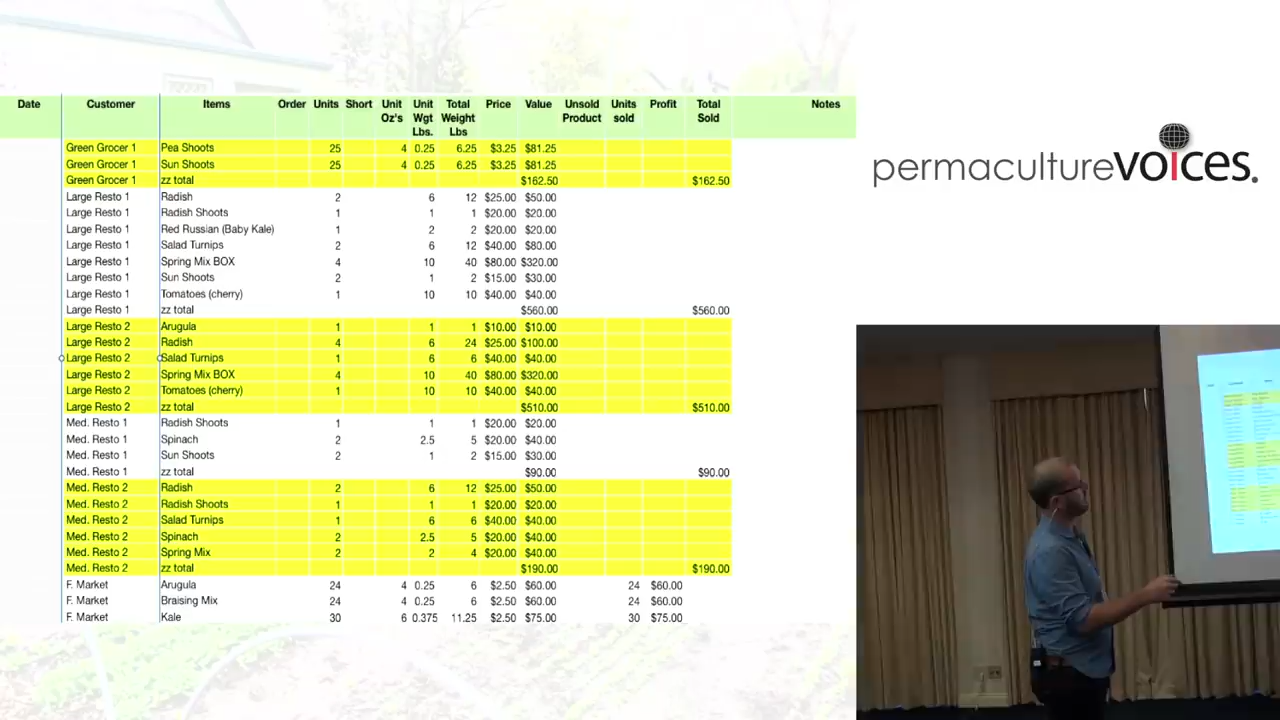 Date Customer Items Order Units Short Unit Oz's Unit Wgt Lbs. Total Weight Lbs Price Value Unsold Product Units sold Profit Total Sold Notes
Green Grocer 1 Pea Shoots 25 4 0.25 6.25 $3.25 $81.25
Green Grocer 1 Sun Shoots 25 4 0.25 6.25 $3.25 $81.25
Green Grocer 1 zz total $162.50 $162.50
Large Resto 1 Radish 2 6 12 $25.00 $50.00
Large Resto 1 Radish Shoots 1 1 1 $20.00 $20.00
Large Resto 1 Red Russian (Baby Kale) 1 2 2 $20.00 $20.00
Large Resto 1 Salad Turnips 2 6 12 $40.00 $80.00
Large Resto 1 Spring Mix BOX 4 10 40 $80.00 $320.00
Large Resto 1 Sun Shoots 2 1 2 $15.00 $30.00
Large Resto 1 Tomatoes (cherry) 1 10 10 $40.00 $40.00
Large Resto 1 zz total $560.00 $560.00
Large Resto 2 Arugula 1 1 1 $10.00 $10.00
Large Resto 2 Radish 4 6 24 $25.00 $100.00
Large Resto 2 Salad Turnips 1 6 6 $40.00 $40.00
Large Resto 2 Spring Mix BOX 4 10 40 $80.00 $320.00
Large Resto 2 Tomatoes (cherry) 1 10 10 $40.00 $40.00
Large Resto 2 zz total $510.00 $510.00
Med. Resto 1 Radish Shoots 1 1 1 $20.00 $20.00
Med. Resto 1 Spinach 2 2.5 5 $20.00 $40.00
Med. Resto 1 Sun Shoots 2 1 2 $15.00 $30.00
Med. Resto 1 zz total $90.00 $90.00
Med. Resto 2 Radish 2 6 12 $25.00 $50.00
Med. Resto 2 Radish Shoots 1 1 1 $20.00 $20.00
Med. Resto 2 Salad Turnips 1 6 6 $40.00 $40.00
Med. Resto 2 Spinach 2 2.5 5 $20.00 $40.00
Med. Resto 2 Spring Mix 2 2 4 $20.00 $40.00
Med. Resto 2 zz total $190.00 $190.00
F. Market Arugula 24 4 0.25 6 $2.50 $60.00 24 $60.00
F. Market Braising Mix 24 4 0.25 6 $2.50 $60.00 24 $60.00
F. Market Kale 30 6 0.375 11.25 $2.50 $75.00 30 $75.00
permaculturevoices.